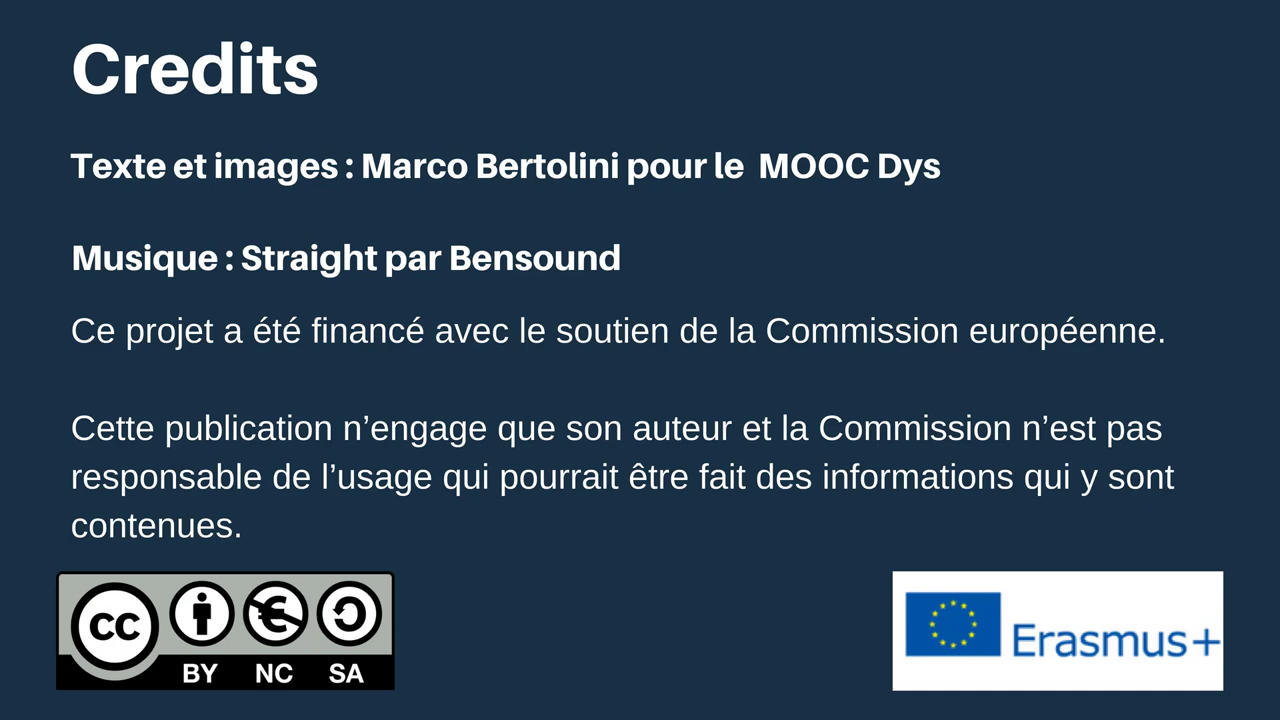 Credits
Texte et images : Marco Bertolini pour le MOOC Dys
Musique : Straight par Bensound
Ce projet a été financé avec le soutien de la Commission européenne.
Cette publication n’engage que son auteur et la Commission n’est pas
responsable de l’usage qui pourrait être fait des informations qui y sont
contenues.
cc BY NC SA
Erasmus+